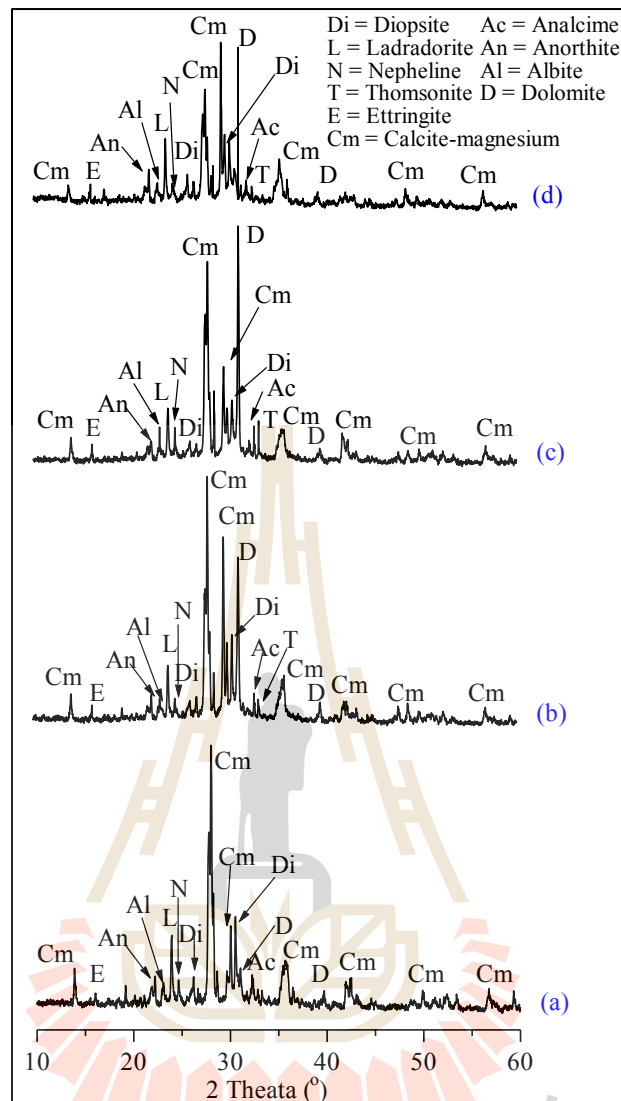 Di = Diopsite Ac = Analcime
L = Ladradorite An = Anorthite
N = Nepheline Al = Albite
T = Thomsonite D = Dolomite
E = Ettringite
Cm = Calcite-magnesium
Cm E An Al L N Di Cm Cm D Di Ac T Cm D Cm Cm
(d)
Cm E An Al L N Di Cm D Cm Di Ac T Cm D Cm Cm Cm
(c)
Cm E An Al L N Di Cm Cm D Di Ac T Cm D Cm Cm Cm
(b)
Cm E An Al L N Di Cm Cm Di D Ac Cm D Cm Cm Cm
(a)
10 20 30 40 50 60
2 Theata (°)